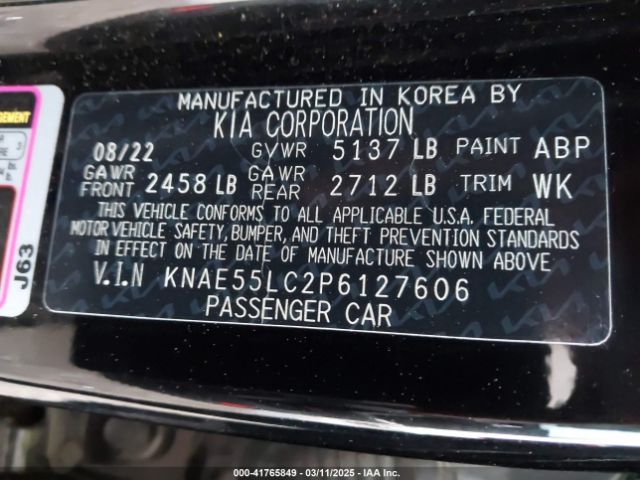 MANUFACTURED IN KOREA BY
KIA CORPORATION
08/22 GVWR 5137 LB PAINT ABP
GAWR FRONT 2458 LB GAWR REAR 2712 LB TRIM WK
THIS VEHICLE CONFORMS TO ALL APPLICABLE U.S.A. FEDERAL
MOTOR VEHICLE SAFETY, BUMPER, AND THEFT PREVENTION STANDARDS
IN EFFECT ON THE DATE OF MANUFACTURE SHOWN ABOVE
V.I.N KNAE55LC2P6127606
PASSENGER CAR
J63
000-41765849 - 03/11/2025 - IAA Inc.